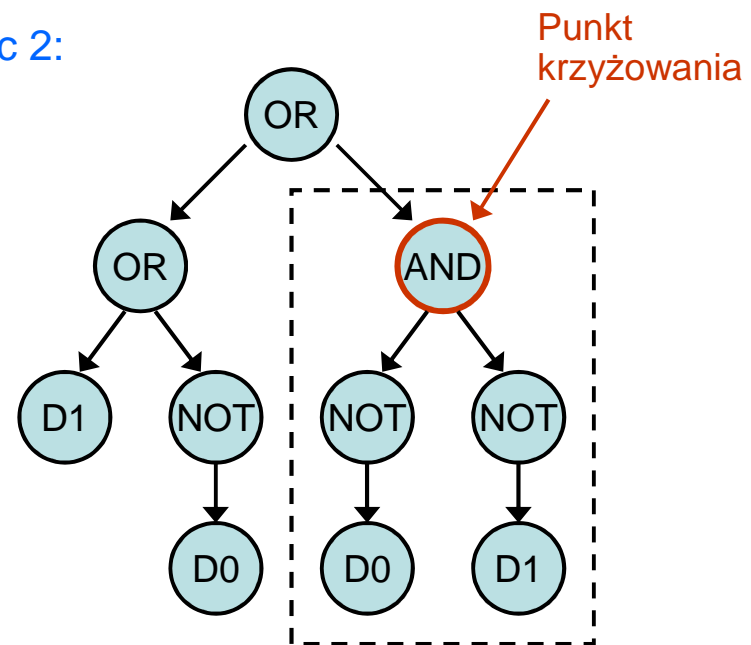 c 2:
Punkt
krzyżowania
OR
OR
AND
D1
NOT
NOT
NOT
D0
D0
D1